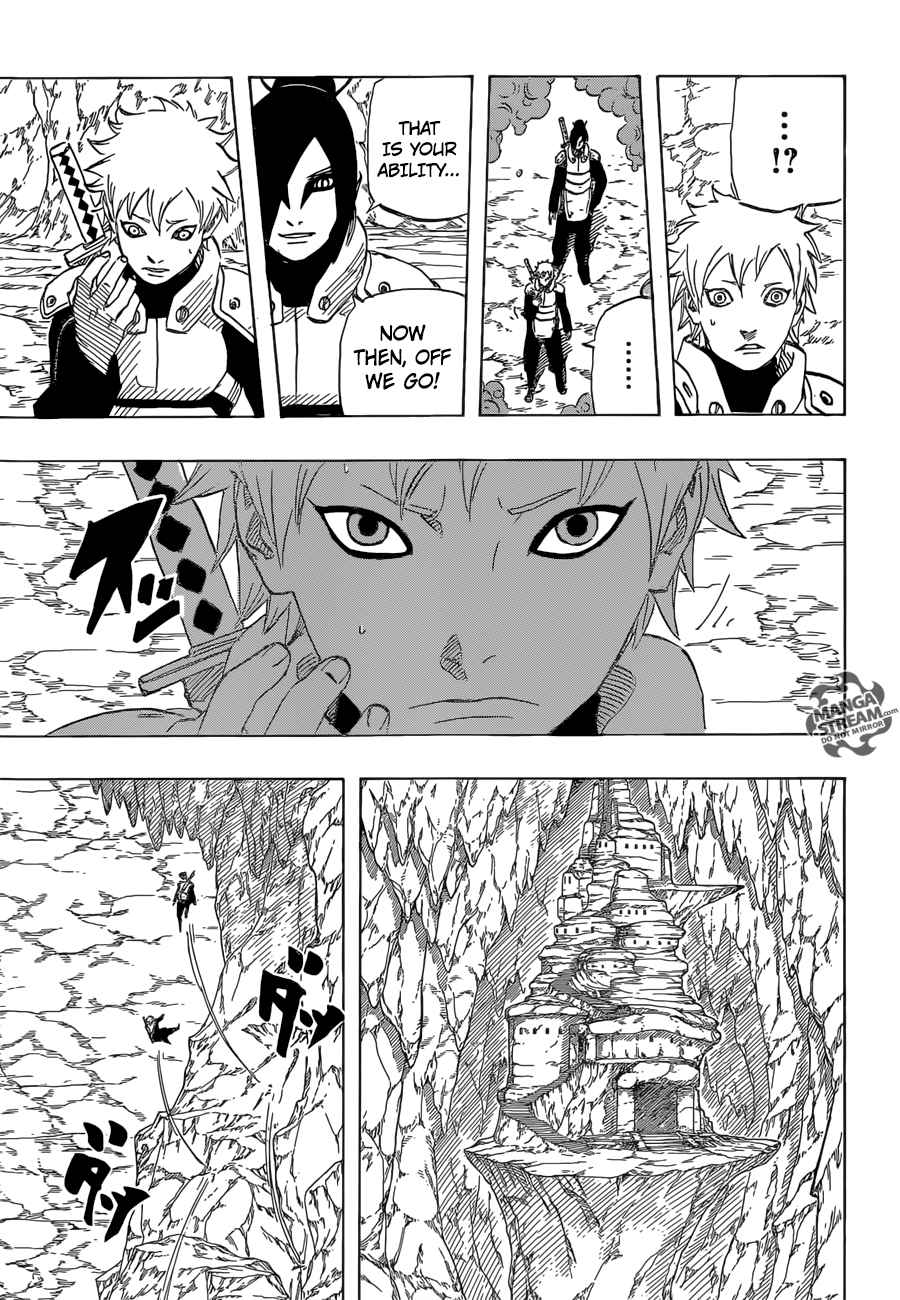 ...
!?
......
THAT
IS YOUR
ABILITY...
NOW
THEN, OFF
WE GO!
ズッ
MANGA
STREAM.com
DO NOT MIRROR
ダッ
ダッ